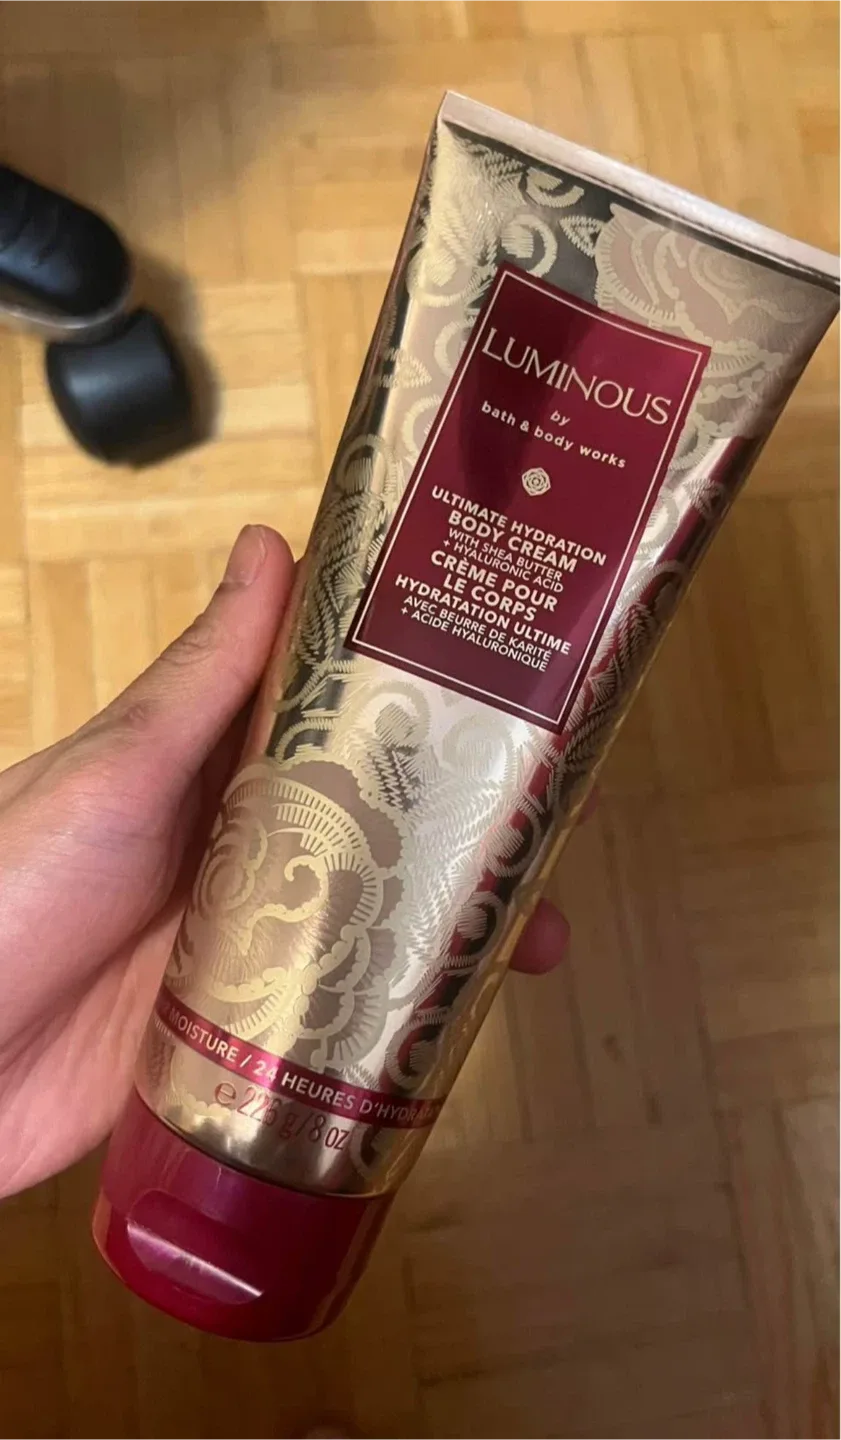 LUMINOUS
by
bath & body works
ULTIMATE HYDRATION
BODY CREAM
WITH SHEA BUTTER
+ HYALURONIC ACID
CRÈME POUR
LE CORPS
HYDRATATION ULTIME
AVEC BEURRE DE KARITÉ
+ ACIDE HYALURONIQUE
MOISTURE / 24 HEURES
℮ 226 g/8 oz